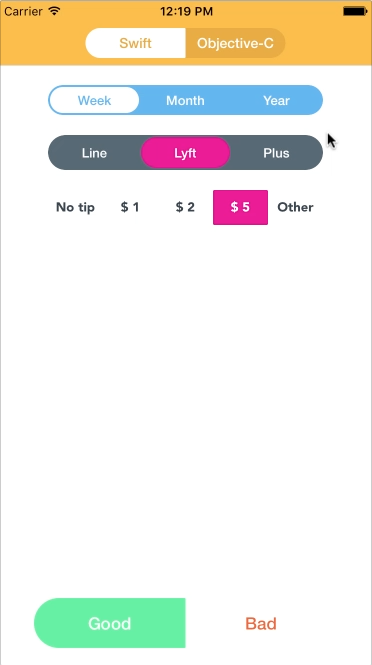 Carrier 12:19 PM
Swift Objective-C
Week Month Year
Line Lyft Plus
No tip $ 1 $ 2 $ 5 Other
Good Bad